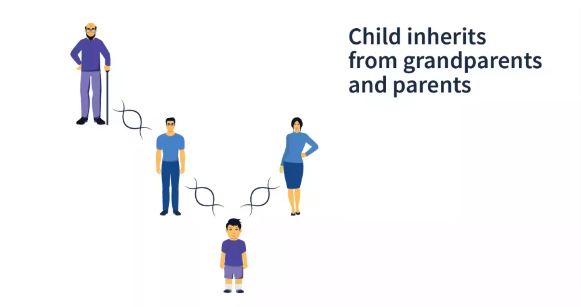 Child inherits
from grandparents
and parents